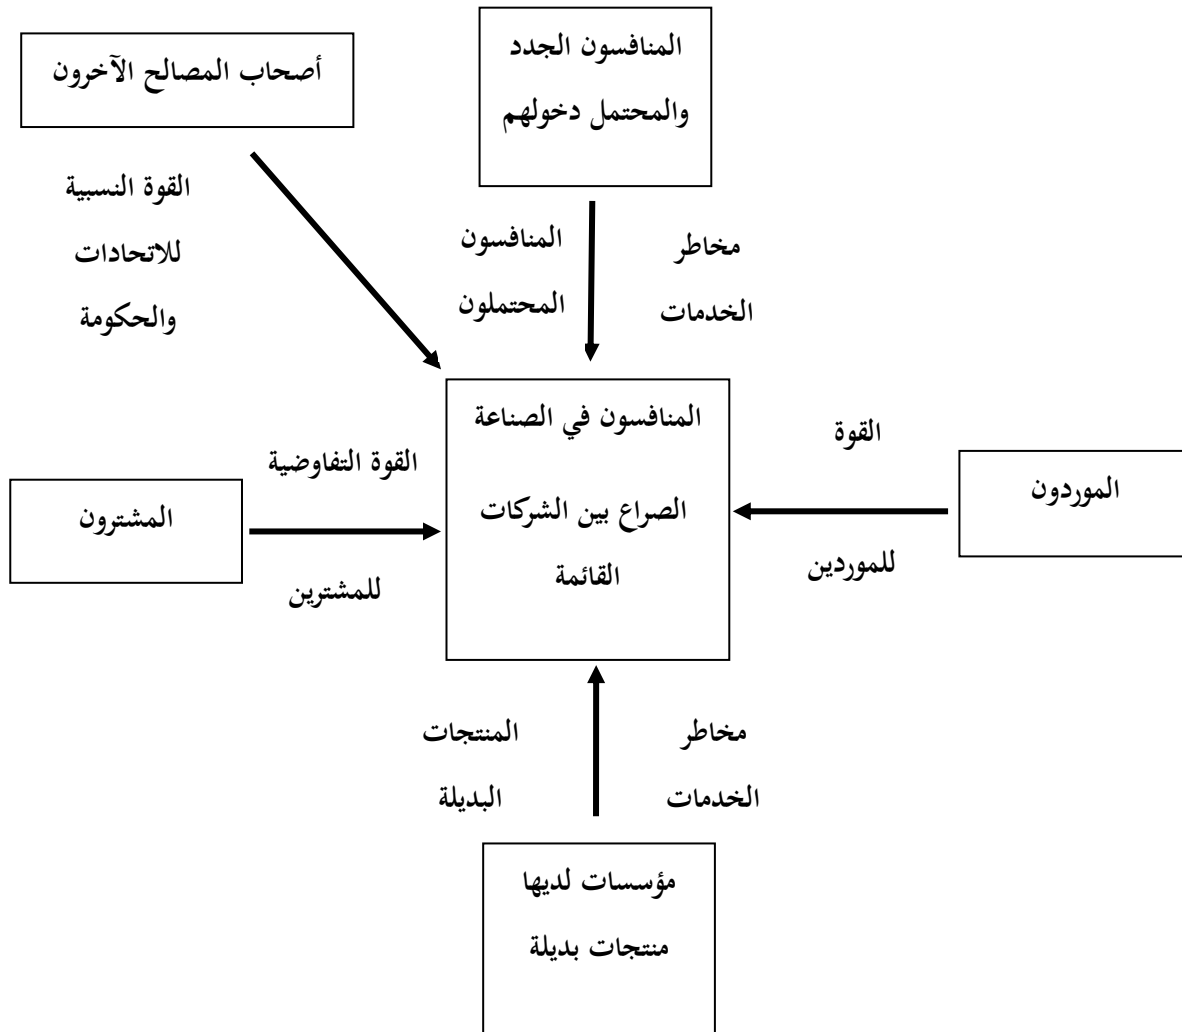 المنافسون الجدد
والمحتمل دخولهم
أصحاب المصالح الآخرون
القوة النسبية
للاتحادات
والحكومة
مخاطر
الخدمات
المنافسون
المحتملون
المنافسون في الصناعة
الصراع بين الشركات
القائمة
الموردون
القوة
للموردين
القوة التفاوضية
للمشترين
المشترون
مخاطر
الخدمات
المنتجات
البديلة
مؤسسات لديها
منتجات بديلة